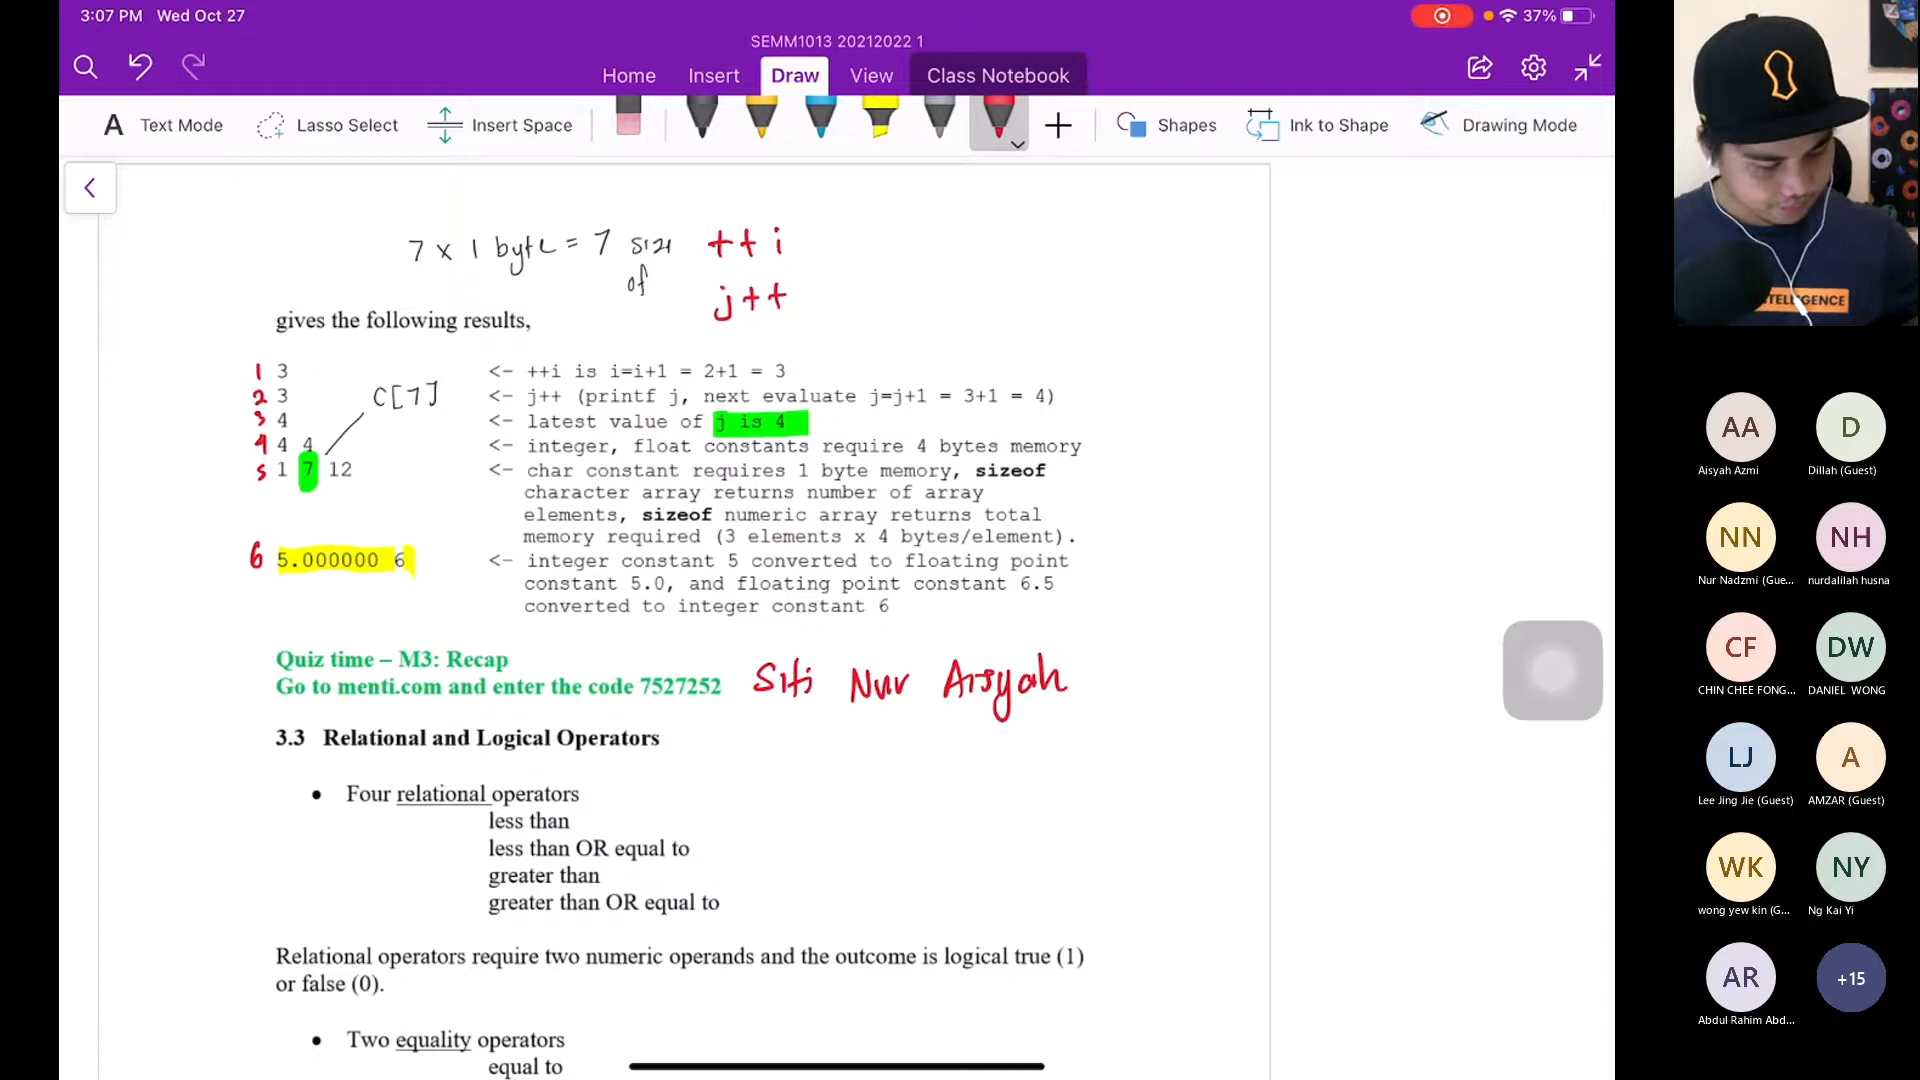 3:07 PM Wed Oct 27
37%
SEMM1013 20212022 1
Home Insert Draw View Class Notebook
A Text Mode Lasso Select Insert Space Shapes Ink to Shape Drawing Mode
7 x 1 byte = 7 size ++i
of
j++
gives the following results,
1 3 <- ++i is i=i+1 = 2+1 = 3
2 3 C[7] <- j++ (printf j, next evaluate j=j+1 = 3+1 = 4)
3 4 <- latest value of j is 4
4 4 4 <- integer, float constants require 4 bytes memory
5 1 7 12 <- char constant requires 1 byte memory, sizeof
character array returns number of array
elements, sizeof numeric array returns total
memory required (3 elements x 4 bytes/element).
6 5.000000 6 <- integer constant 5 converted to floating point
constant 5.0, and floating point constant 6.5
converted to integer constant 6
Quiz time – M3: Recap
Go to menti.com and enter the code 7527252 Siti Nur Aisyah
3.3 Relational and Logical Operators
• Four relational operators
less than
less than OR equal to
greater than
greater than OR equal to
Relational operators require two numeric operands and the outcome is logical true (1)
or false (0).
• Two equality operators
equal to
TELLIGENCE
AA D
Aisyah Azmi Dillah (Guest)
NN NH
Nur Nadzmi (Gue... nurdalilah husna
CF DW
CHIN CHEE FONG... DANIEL WONG
LJ A
Lee Jing Jie (Guest) AMZAR (Guest)
WK NY
wong yew kin (G... Ng Kai Yi
AR +15
Abdul Rahim Abd...